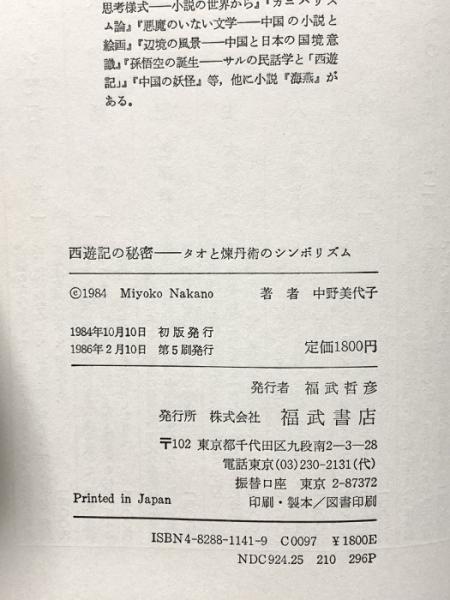 思考様式――小説の世界から』『カニバリズ
ム論』『悪魔のいない文学――中国の小説と
絵画』『辺境の風景――中国と日本の国境意
識』『孫悟空の誕生――サルの民話学と「西遊
記」』『中国の妖怪』等，他に小説『海燕』が
ある。
西遊記の秘密――タオと煉丹術のシンボリズム
©1984 Miyoko Nakano 著者 中野美代子
1984年10月10日 初版発行
1986年2月10日 第5刷発行 定価1800円
発行者 福武哲彦
発行所 株式会社 福武書店
〒102 東京都千代田区九段南2－3－28
電話東京(03)230-2131(代)
振替口座 東京 2-87372
Printed in Japan 印刷・製本／図書印刷
ISBN4-8288-1141-9 C0097 ¥1800E
NDC924.25 210 296P